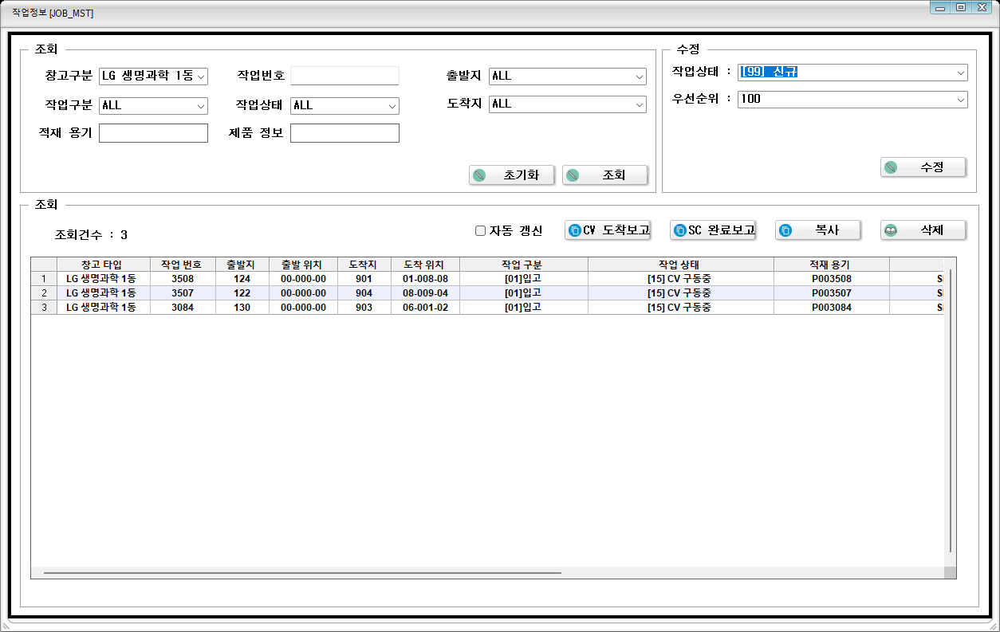 작업정보 [JOB_MST]
조회
창고구분 LG 생명과학 1동 작업번호 출발지 ALL
작업구분 ALL 작업상태 ALL 도착지 ALL
적재 용기 제품 정보
초기화 조회
수정
작업상태 : [99] 신규
우선순위 : 100
수정
조회
조회건수 : 3 자동 갱신 CV 도착보고 SC 완료보고 복사 삭제
창고 타입 작업 번호 출발지 출발 위치 도착지 도착 위치 작업 구분 작업 상태 적재 용기
1 LG 생명과학 1동 3508 124 00-000-00 901 01-008-08 [01]입고 [15] CV 구동중 P003508
2 LG 생명과학 1동 3507 122 00-000-00 904 08-009-04 [01]입고 [15] CV 구동중 P003507
3 LG 생명과학 1동 3084 130 00-000-00 903 06-001-02 [01]입고 [15] CV 구동중 P003084